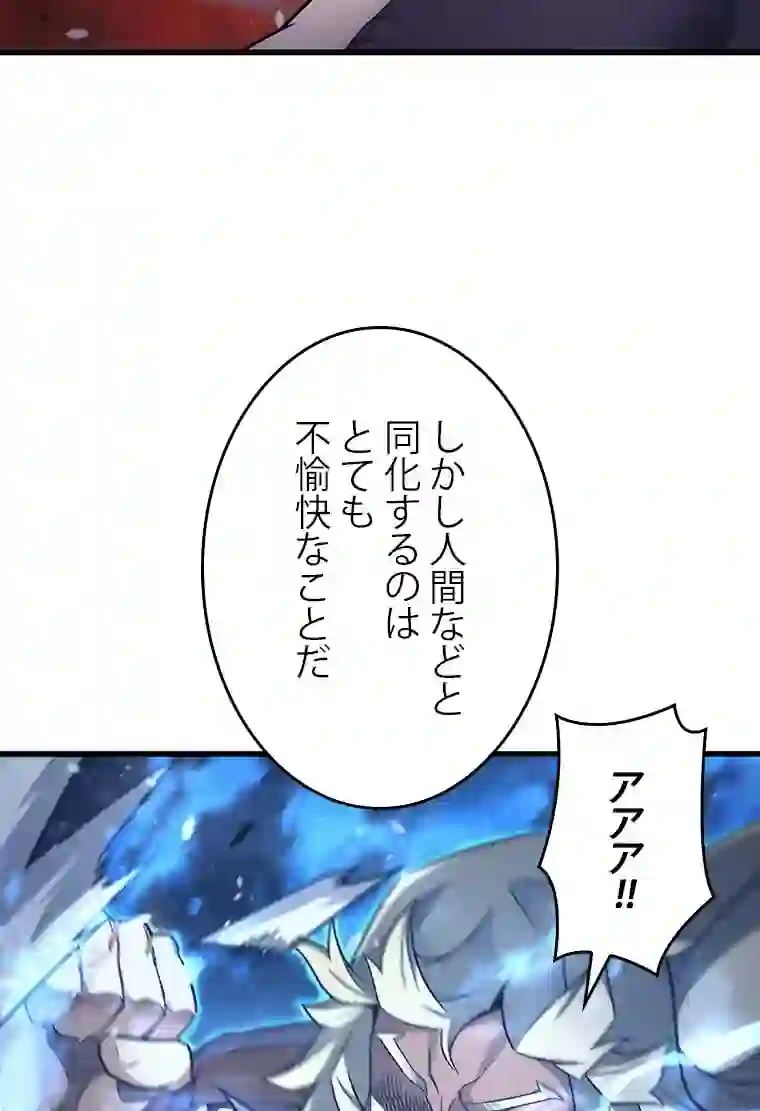 しかし人間などと
同化するのは
とても
不愉快なことだ
アアア!!